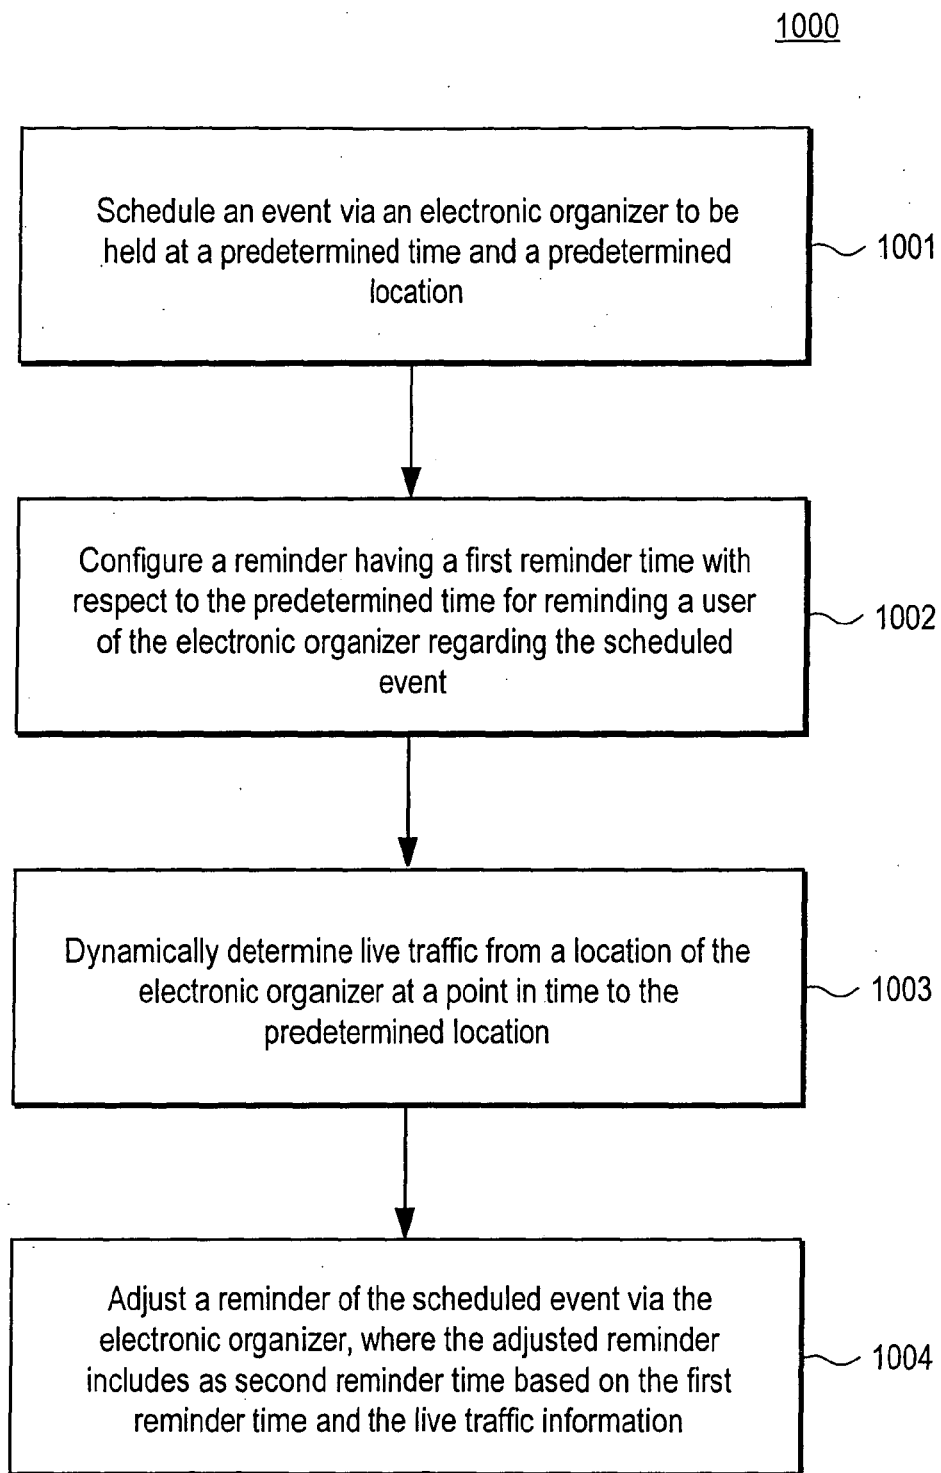 1000
Schedule an event via an electronic organizer to be
held at a predetermined time and a predetermined
location
1001
Configure a reminder having a first reminder time with
respect to the predetermined time for reminding a user
of the electronic organizer regarding the scheduled
event
1002
Dynamically determine live traffic from a location of the
electronic organizer at a point in time to the
predetermined location
1003
Adjust a reminder of the scheduled event via the
electronic organizer, where the adjusted reminder
includes as second reminder time based on the first
reminder time and the live traffic information
1004